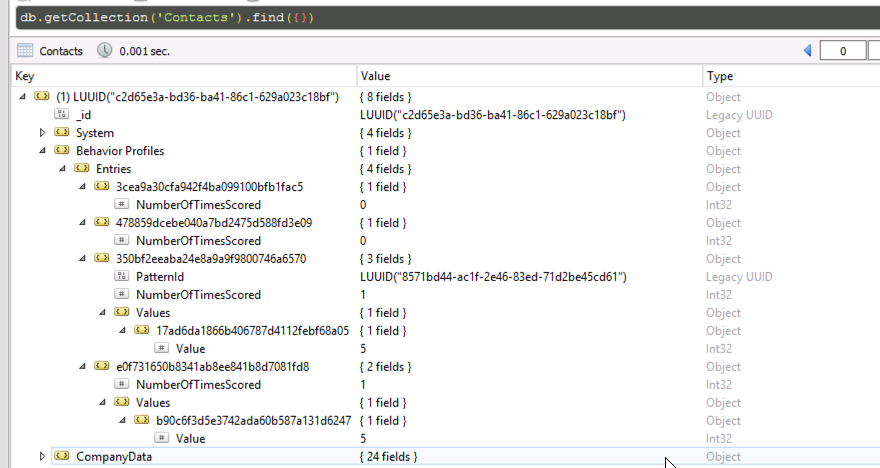 db.getCollection('Contacts').find({})
Contacts 0.001 sec. 0
Key Value Type
(1) LUUID("c2d65e3a-bd36-ba41-86c1-629a023c18bf") { 8 fields } Object
_id LUUID("c2d65e3a-bd36-ba41-86c1-629a023c18bf") Legacy UUID
System { 4 fields } Object
Behavior Profiles { 1 field } Object
Entries { 4 fields } Object
3cea9a30cfa942f4ba099100bfb1fac5 { 1 field } Object
NumberOfTimesScored 0 Int32
478859dcebe040a7bd2475d588fd3e09 { 1 field } Object
NumberOfTimesScored 0 Int32
350bf2eeaba24e8a9a9f9800746a6570 { 3 fields } Object
PatternId LUUID("8571bd44-ac1f-2e46-83ed-71d2be45cd61") Legacy UUID
NumberOfTimesScored 1 Int32
Values { 1 field } Object
17ad6da1866b406787d4112febf68a05 { 1 field } Object
Value 5 Int32
e0f731650b8341ab8ee841b8d7081fd8 { 2 fields } Object
NumberOfTimesScored 1 Int32
Values { 1 field } Object
b90c6f3d5e3742ada60b587a131d6247 { 1 field } Object
Value 5 Int32
CompanyData { 24 fields } Object